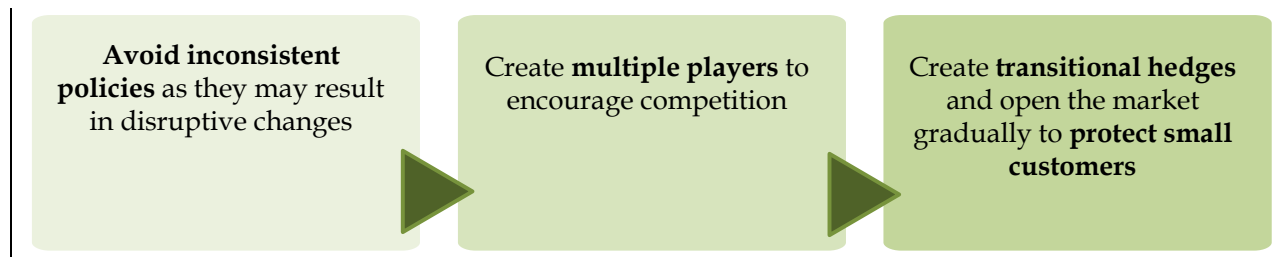 Avoid inconsistent
policies as they may result
in disruptive changes
Create multiple players to
encourage competition
Create transitional hedges
and open the market
gradually to protect small
customers